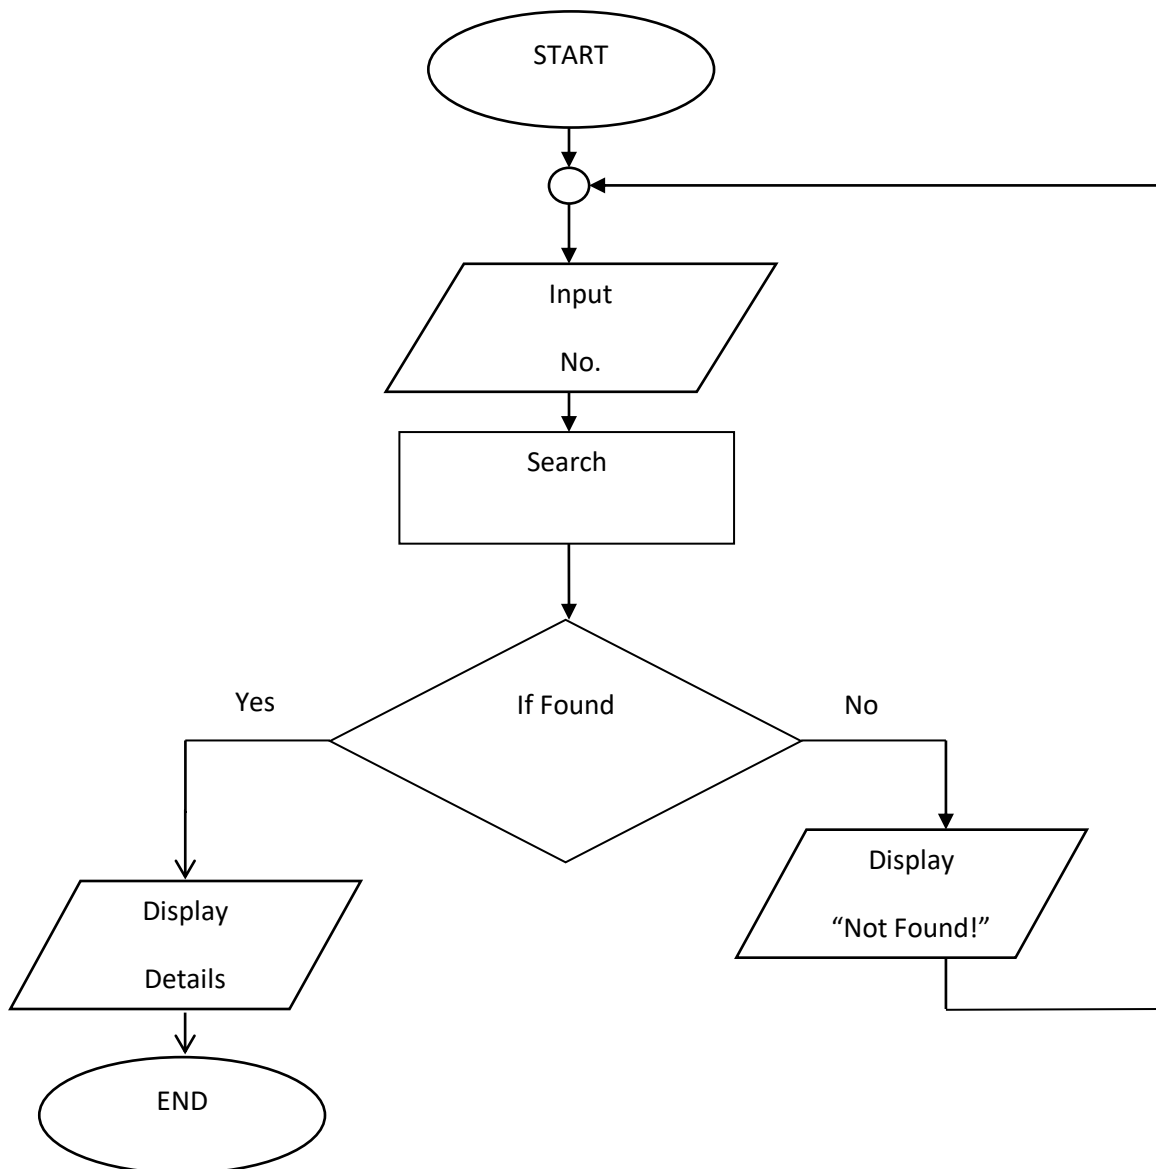 START
Input
No.
Search
If Found
Yes
No
Display
“Not Found!”
Display
Details
END